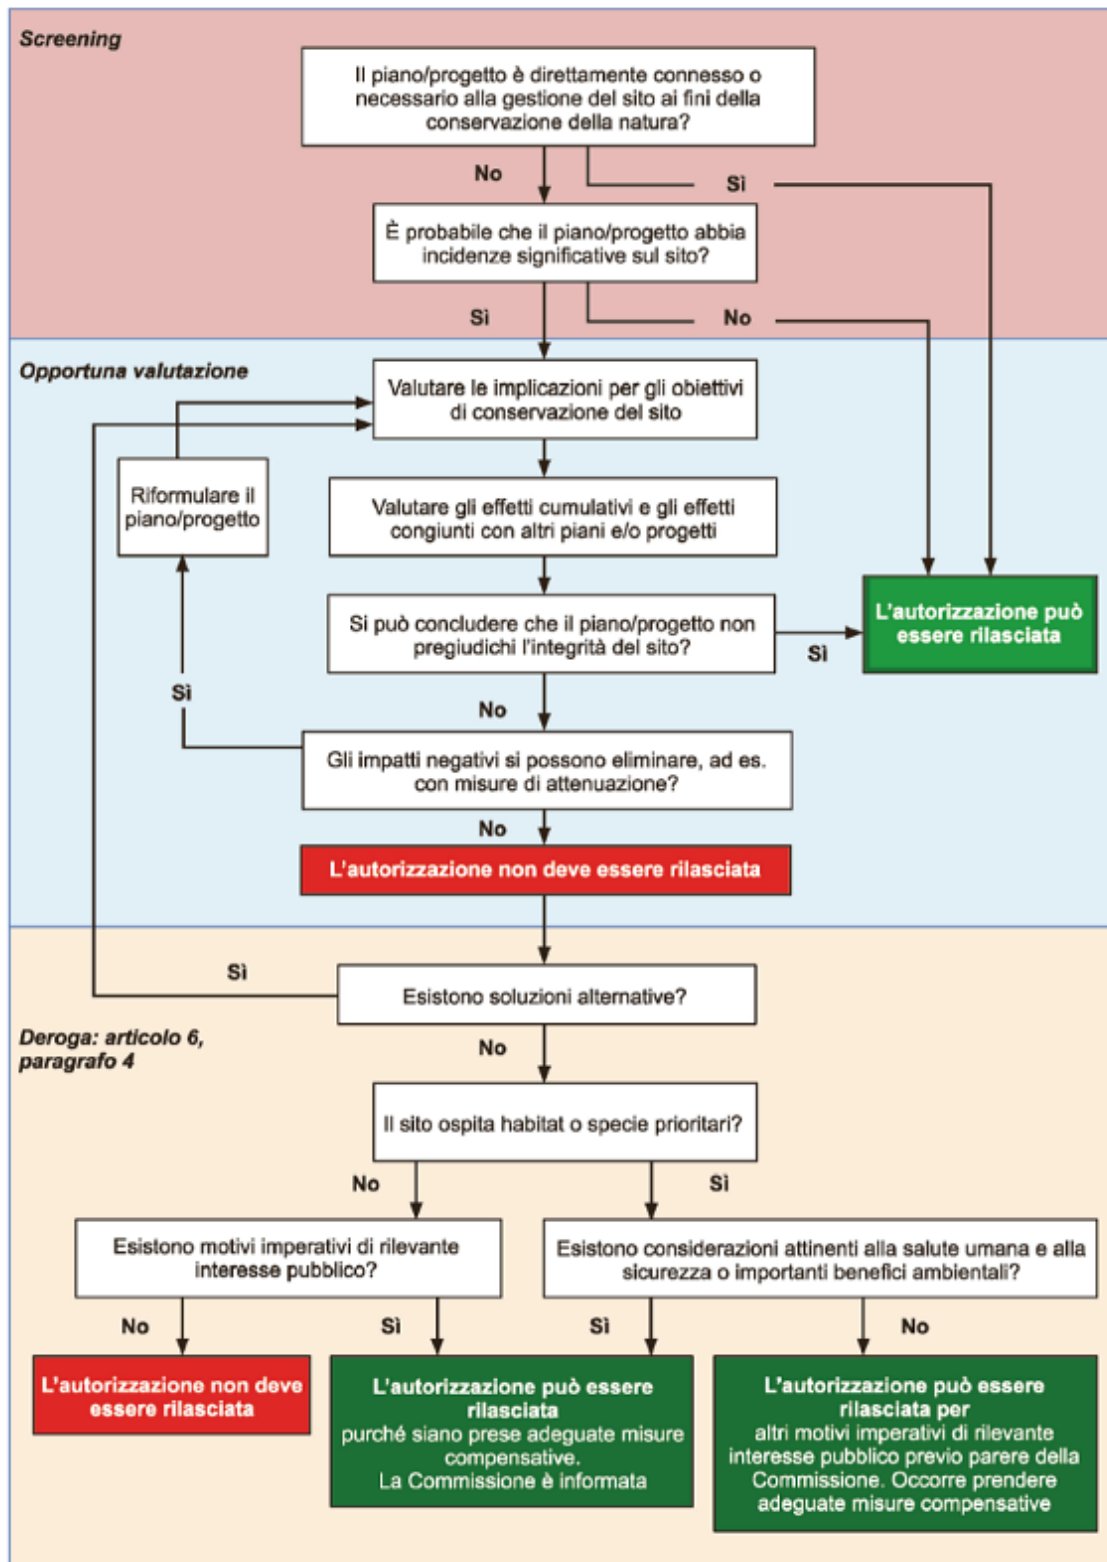 Screening
Il piano/progetto è direttamente connesso o
necessario alla gestione del sito ai fini della
conservazione della natura?
No
Sì
È probabile che il piano/progetto abbia
incidenze significative sul sito?
Sì
No
Opportuna valutazione
Valutare le implicazioni per gli obiettivi
di conservazione del sito
Riformulare il
piano/progetto
Valutare gli effetti cumulativi e gli effetti
congiunti con altri piani e/o progetti
L'autorizzazione può
essere rilasciata
Si può concludere che il piano/progetto non
pregiudichi l'integrità del sito?
Sì
Sì
No
Gli impatti negativi si possono eliminare, ad es.
con misure di attenuazione?
No
L'autorizzazione non deve essere rilasciata
Sì
Esistono soluzioni alternative?
Deroga: articolo 6,
paragrafo 4
No
Il sito ospita habitat o specie prioritari?
No
Sì
Esistono motivi imperativi di rilevante
interesse pubblico?
Esistono considerazioni attinenti alla salute umana e alla
sicurezza o importanti benefici ambientali?
No
Sì
Sì
No
L'autorizzazione non deve
essere rilasciata
L'autorizzazione può essere
rilasciata
purché siano prese adeguate misure
compensative.
La Commissione è informata
L'autorizzazione può essere
rilasciata per
altri motivi imperativi di rilevante
interesse pubblico previo parere della
Commissione. Occorre prendere
adeguate misure compensative